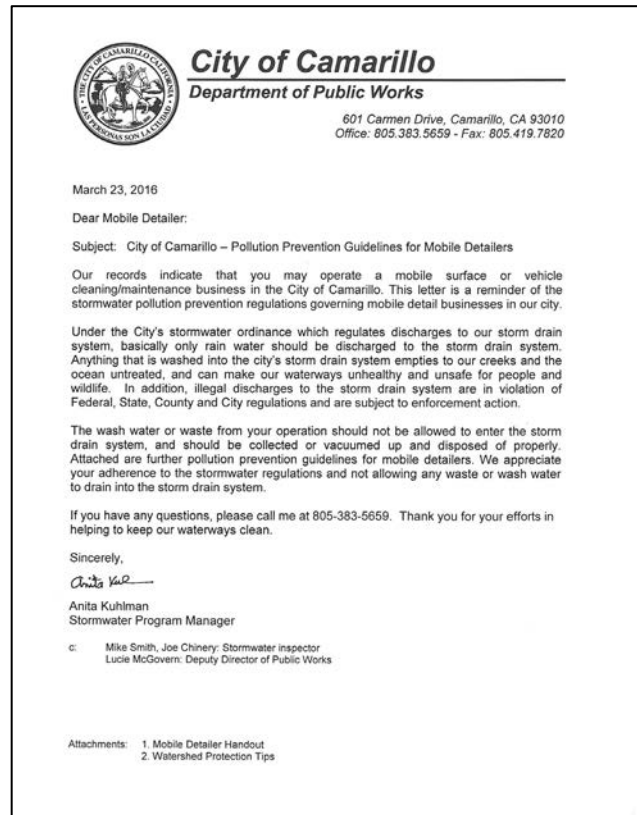 THE CITY OF CAMARILLO CALIFORNIA
LAS PERSONAS SON LA CIUDAD
City of Camarillo
Department of Public Works
601 Carmen Drive, Camarillo, CA 93010
Office: 805.383.5659 - Fax: 805.419.7820
March 23, 2016
Dear Mobile Detailer:
Subject: City of Camarillo – Pollution Prevention Guidelines for Mobile Detailers
Our records indicate that you may operate a mobile surface or vehicle
cleaning/maintenance business in the City of Camarillo. This letter is a reminder of the
stormwater pollution prevention regulations governing mobile detail businesses in our city.
Under the City's stormwater ordinance which regulates discharges to our storm drain
system, basically only rain water should be discharged to the storm drain system.
Anything that is washed into the city's storm drain system empties to our creeks and the
ocean untreated, and can make our waterways unhealthy and unsafe for people and
wildlife. In addition, illegal discharges to the storm drain system are in violation of
Federal, State, County and City regulations and are subject to enforcement action.
The wash water or waste from your operation should not be allowed to enter the storm
drain system, and should be collected or vacuumed up and disposed of properly.
Attached are further pollution prevention guidelines for mobile detailers. We appreciate
your adherence to the stormwater regulations and not allowing any waste or wash water
to drain into the storm drain system.
If you have any questions, please call me at 805-383-5659. Thank you for your efforts in
helping to keep our waterways clean.
Sincerely,
Anita Kuhlman
Stormwater Program Manager
c: Mike Smith, Joe Chinery: Stormwater inspector
Lucie McGovern: Deputy Director of Public Works
Attachments: 1. Mobile Detailer Handout
2. Watershed Protection Tips